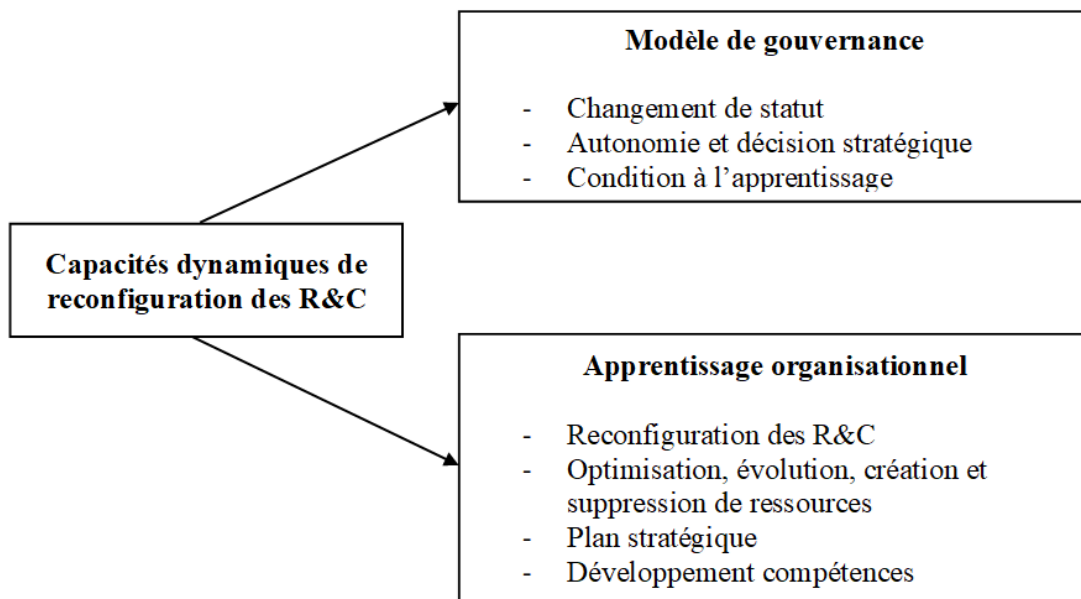 Modèle de gouvernance
- Changement de statut
- Autonomie et décision stratégique
- Condition à l'apprentissage
Capacités dynamiques de
reconfiguration des R&C
Apprentissage organisationnel
- Reconfiguration des R&C
- Optimisation, évolution, création et
suppression de ressources
- Plan stratégique
- Développement compétences